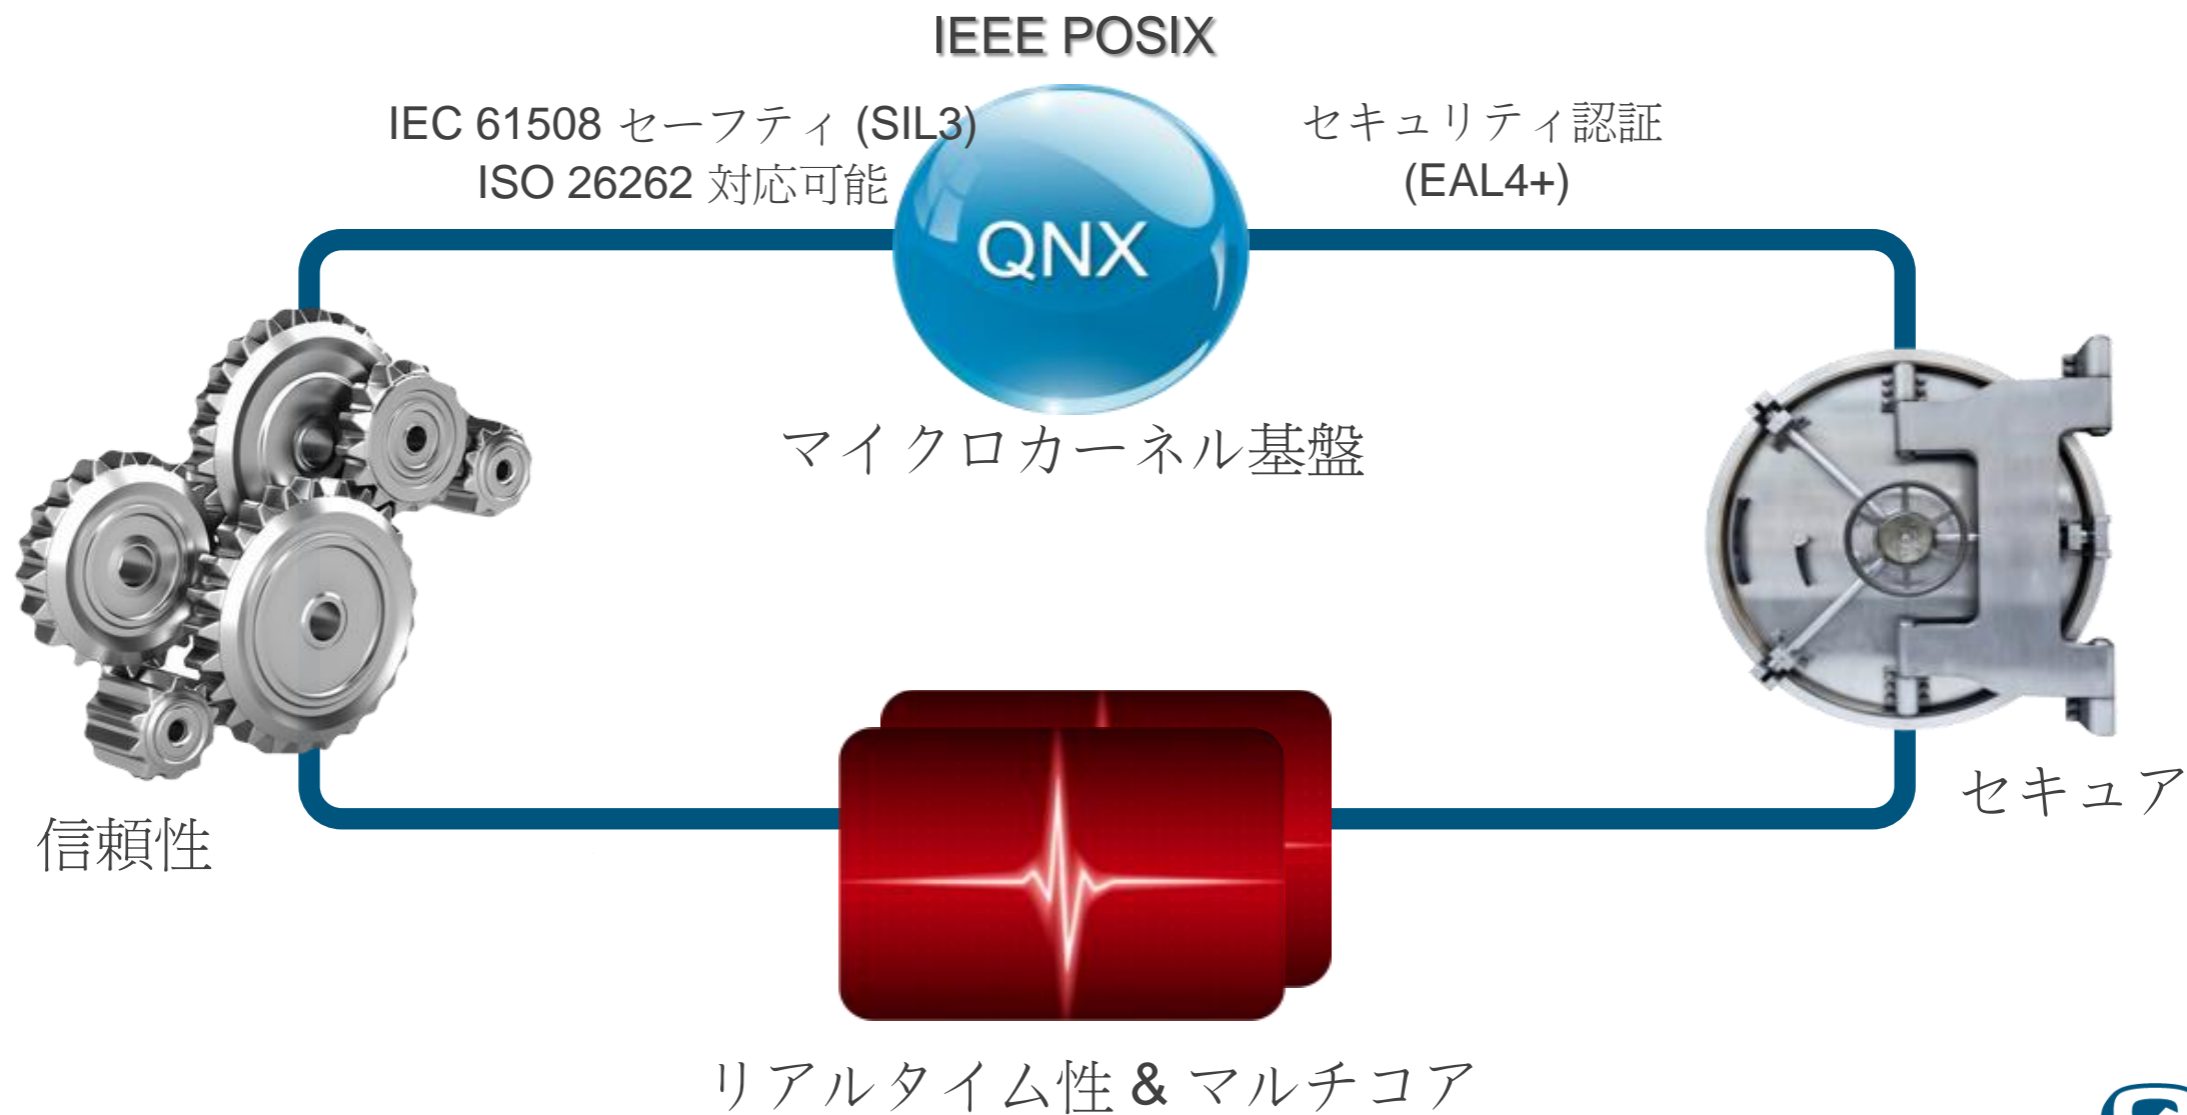 IEEE POSIX
IEC 61508 セーフティ (SIL3)
ISO 26262 対応可能
セキュリティ認証
(EAL4+)
QNX
マイクロカーネル基盤
信頼性
セキュア
リアルタイム性 & マルチコア